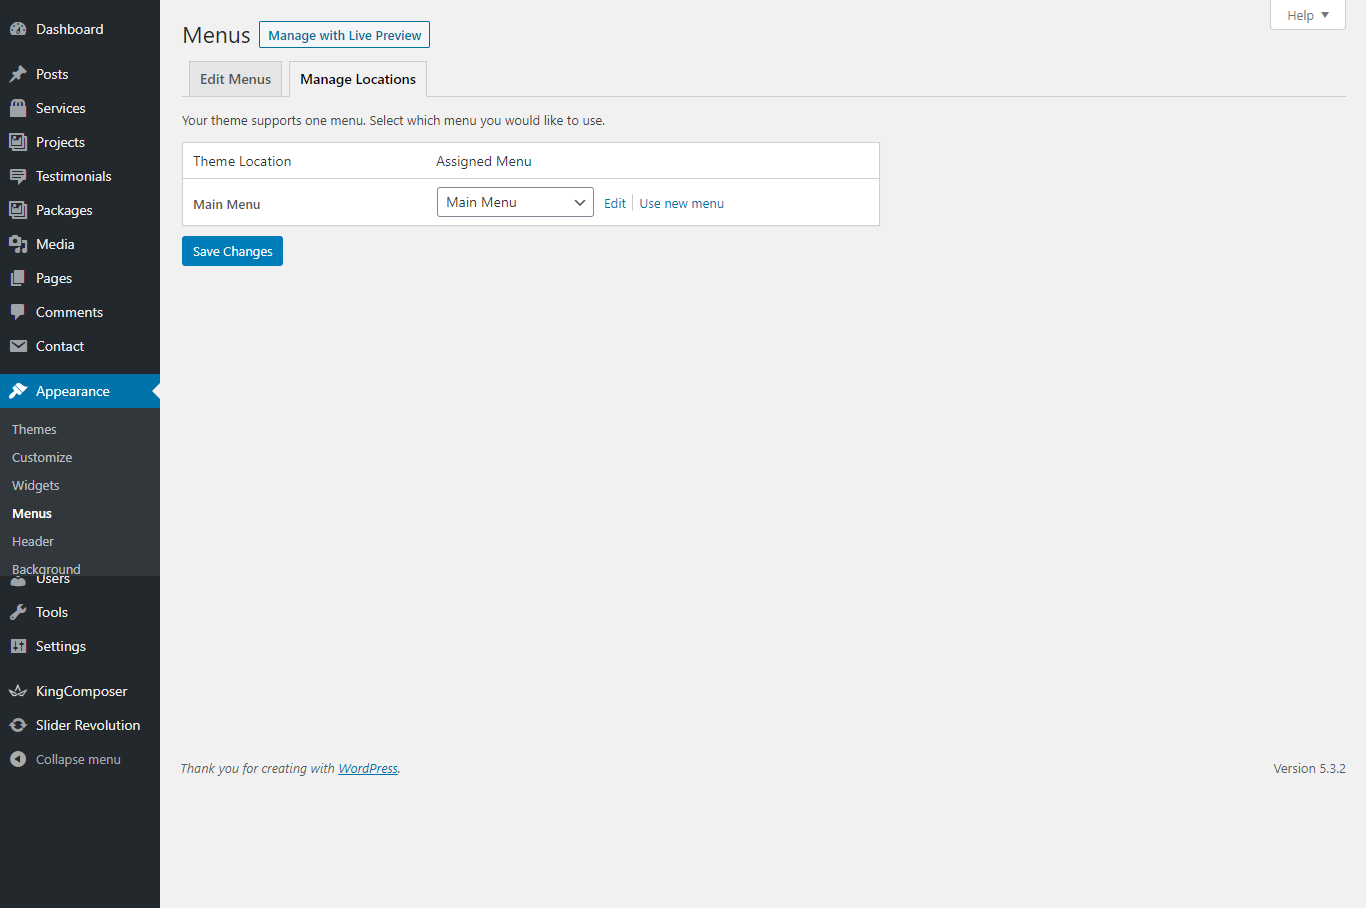 Dashboard
Posts
Services
Projects
Testimonials
Packages
Media
Pages
Comments
Contact
Appearance
Themes
Customize
Widgets
Menus
Header
Background
Users
Tools
Settings
KingComposer
Slider Revolution
Collapse menu
Help
Menus Manage with Live Preview
Edit Menus Manage Locations
Your theme supports one menu. Select which menu you would like to use.
Theme Location Assigned Menu
Main Menu Main Menu Edit Use new menu
Save Changes
Thank you for creating with WordPress. Version 5.3.2